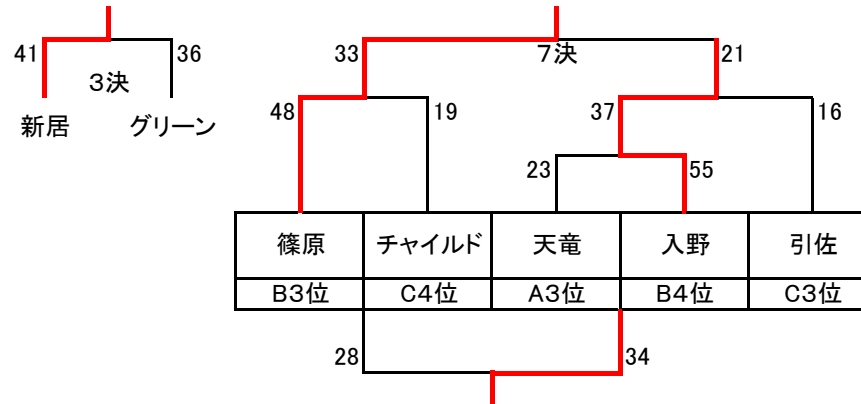 41
36
3決
新居
グリーン
33
7決
21
48
19
37
16
23
55
篠原
チャイルド
天竜
入野
引佐
B3位
C4位
A3位
B4位
C3位
28
34